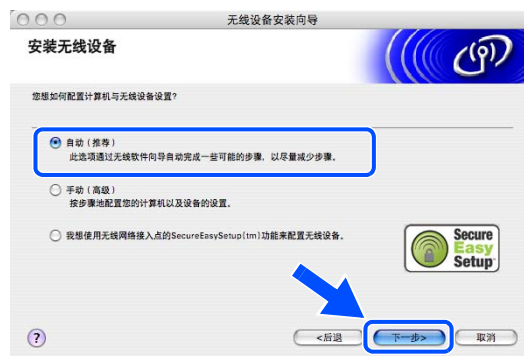 无线设备安装向导
安装无线设备
您想如何配置计算机与无线设备设置?
自动(推荐)
此选项通过无线软件向导自动完成一些可能的步骤, 以尽量减少步骤。
手动(高级)
按步骤地配置您的计算机以及设备的设置。
我想使用无线网络接入点的SecureEasySetup(tm)功能来配置无线设备。
Secure
Easy
Setup
?
<后退
下一步>
取消